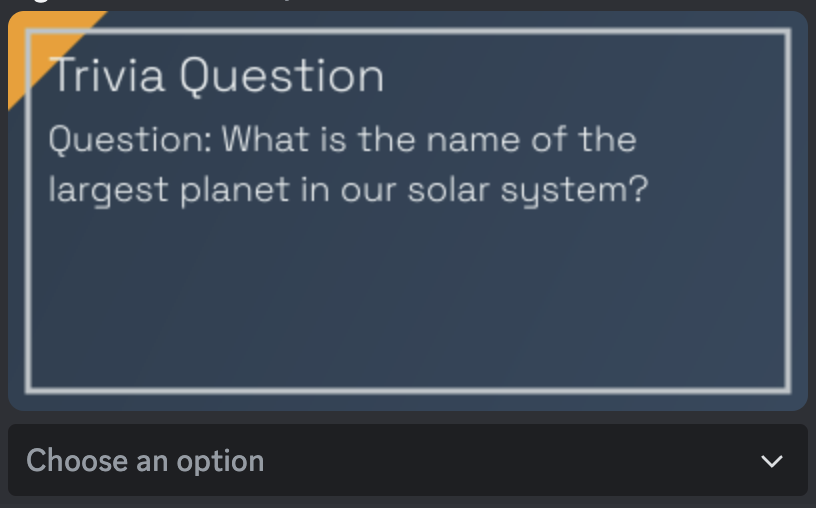 Trivia Question
Question: What is the name of the
largest planet in our solar system?
Choose an option